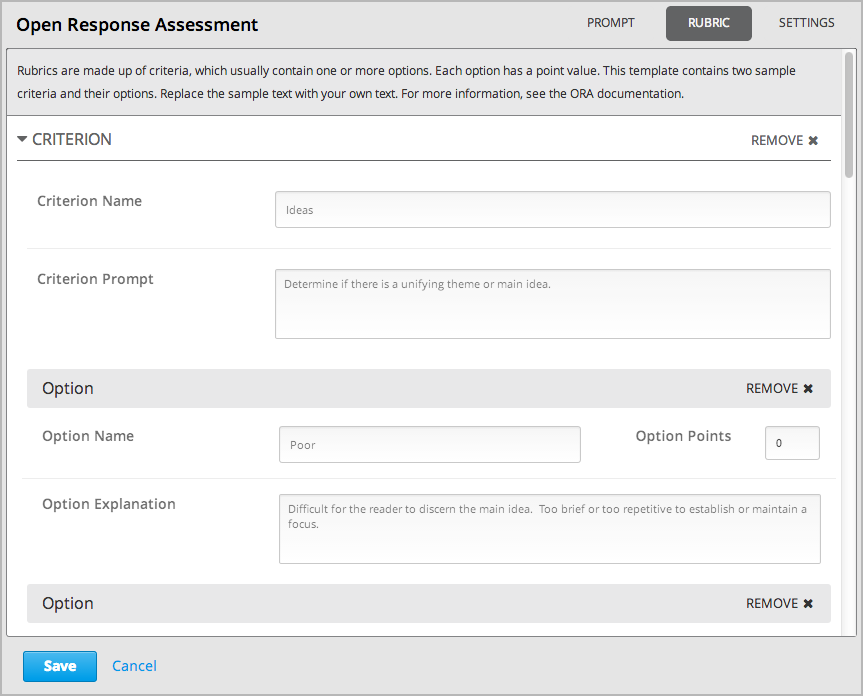 Open Response Assessment
PROMPT
RUBRIC
SETTINGS
Rubrics are made up of criteria, which usually contain one or more options. Each option has a point value. This template contains two sample
criteria and their options. Replace the sample text with your own text. For more information, see the ORA documentation.
CRITERION
REMOVE ✖
Criterion Name
Ideas
Criterion Prompt
Determine if there is a unifying theme or main idea.
Option
REMOVE ✖
Option Name
Poor
Option Points
0
Option Explanation
Difficult for the reader to discern the main idea.  Too brief or too repetitive to establish or maintain a
focus.
Option
REMOVE ✖
Save
Cancel